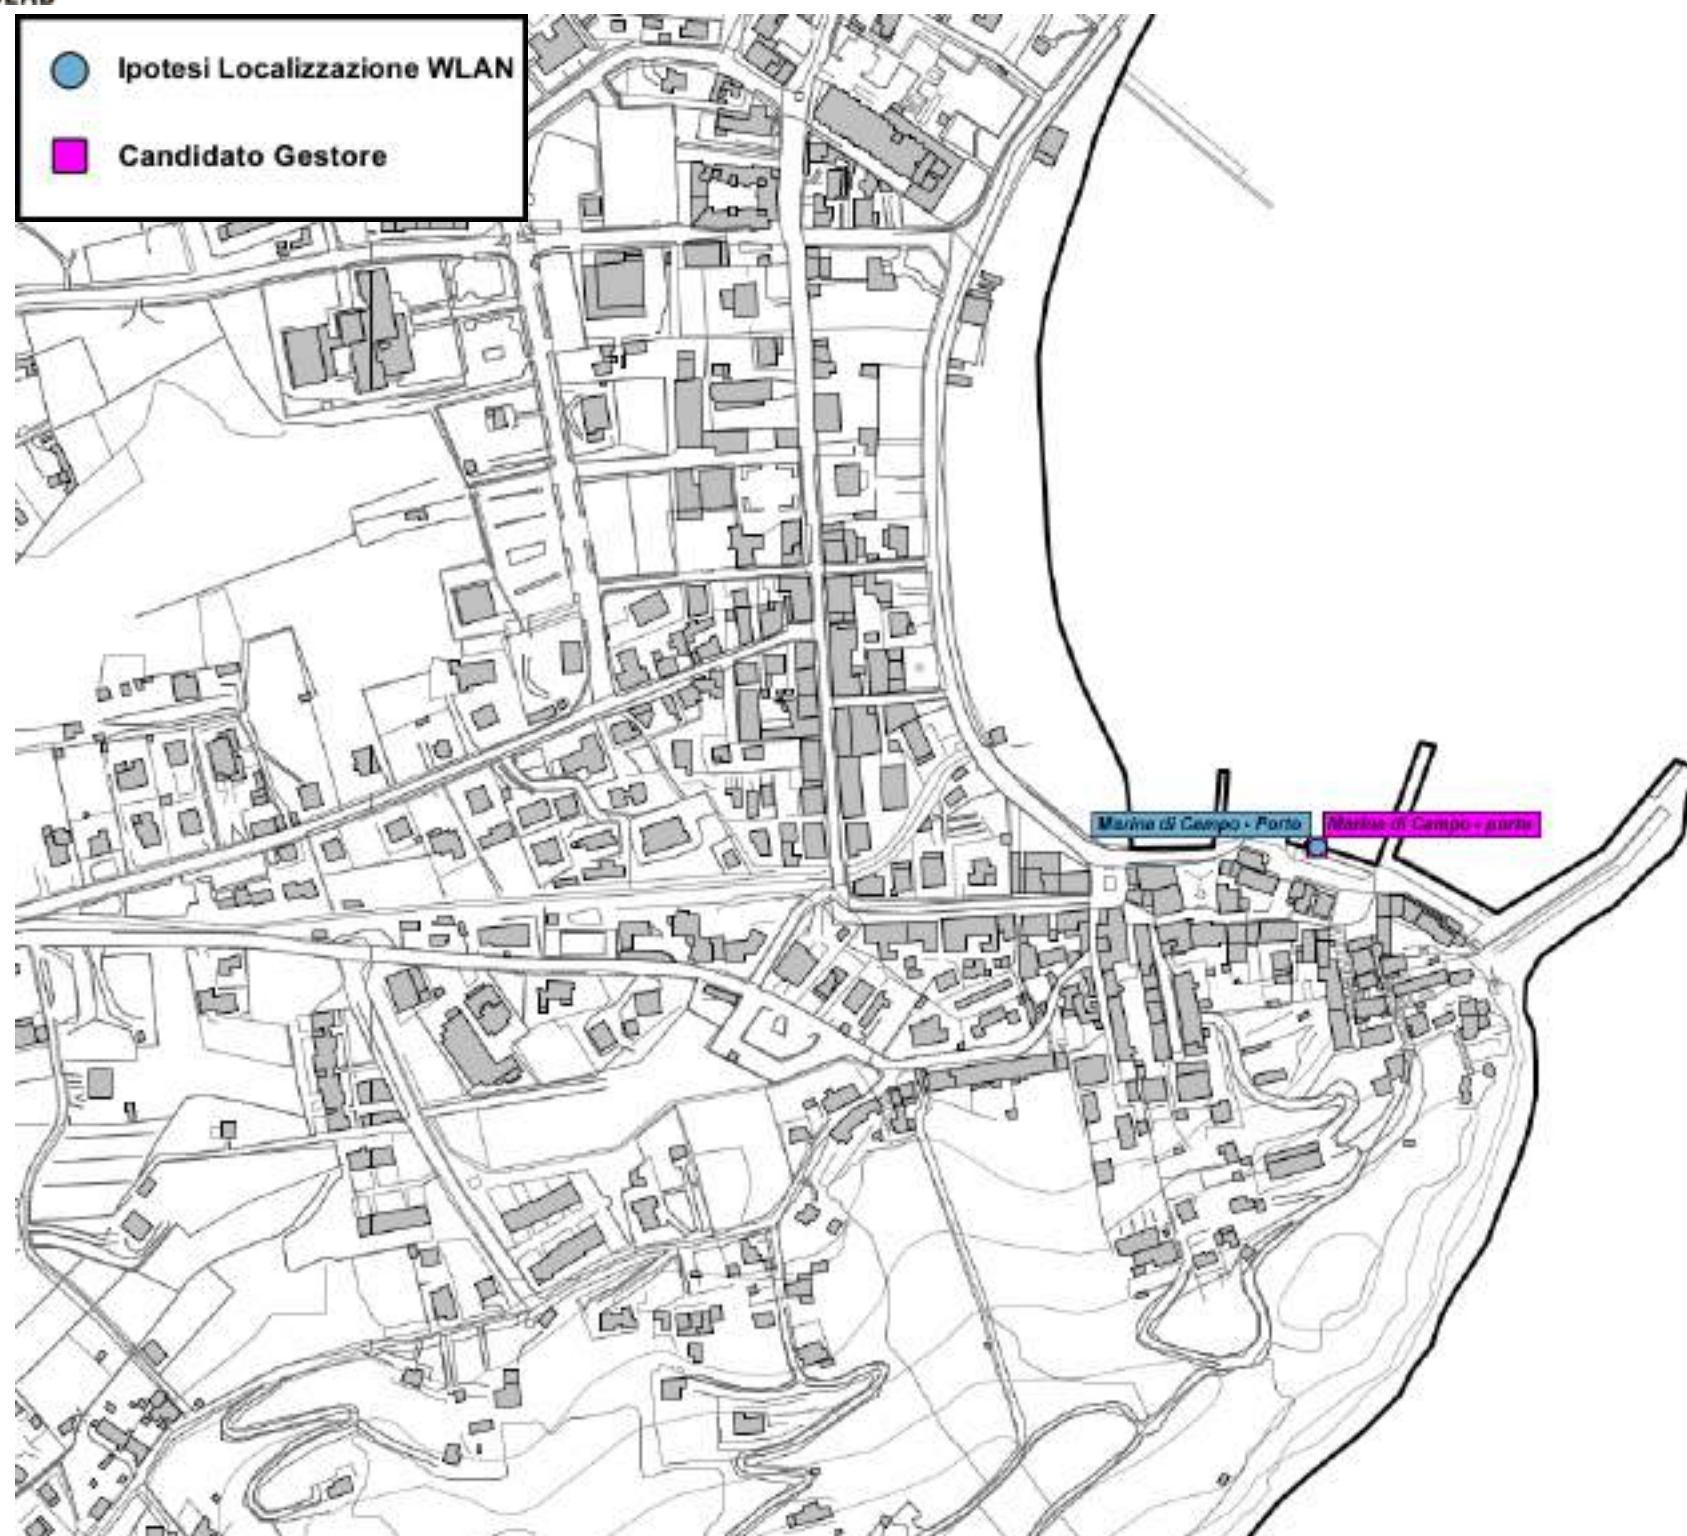 Ipotesi Localizzazione WLAN
Candidato Gestore
Marina di Campo - Porto
Marina di Campo - porto